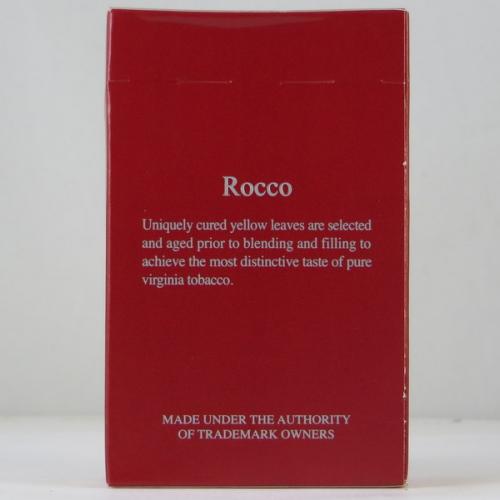 Rocco
Uniquely cured yellow leaves are selected
and aged prior to blending and filling to
achieve the most distinctive taste of pure
virginia tobacco.
MADE UNDER THE AUTHORITY
OF TRADEMARK OWNERS